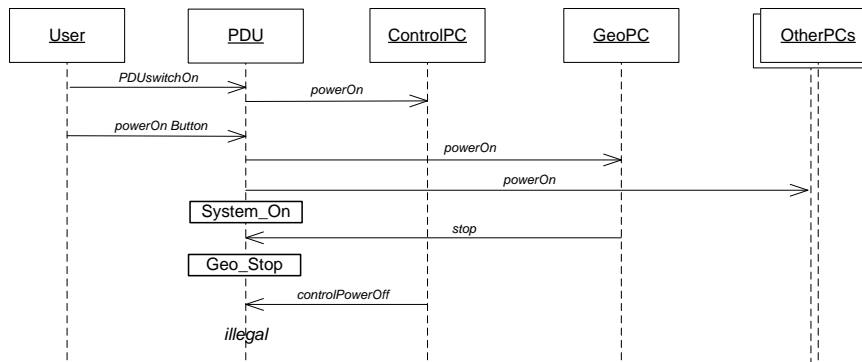 User PDU ControlPC GeoPC OtherPCs
PDUswitchOn
powerOn
powerOn Button
powerOn
powerOn
System_On
stop
Geo_Stop
controlPowerOff
illegal